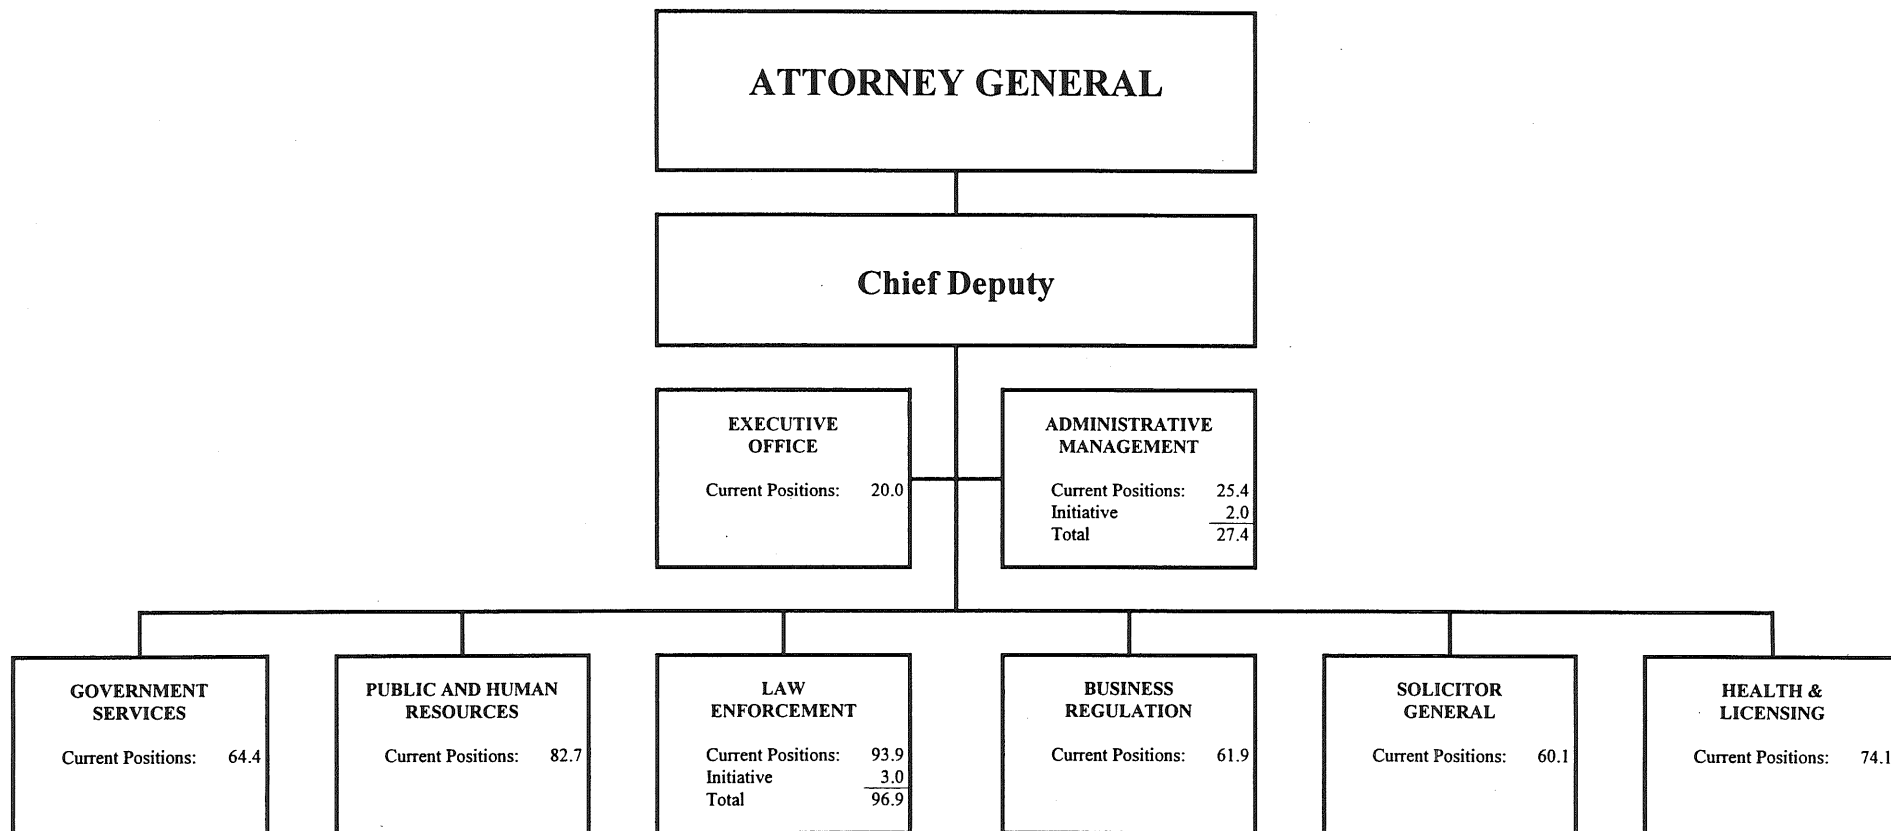 ATTORNEY GENERAL
Chief Deputy
EXECUTIVE
OFFICE
Current Positions: 20.0
ADMINISTRATIVE
MANAGEMENT
Current Positions: 25.4
Initiative 2.0
Total 27.4
GOVERNMENT
SERVICES
Current Positions: 64.4
PUBLIC AND HUMAN
RESOURCES
Current Positions: 82.7
LAW
ENFORCEMENT
Current Positions: 93.9
Initiative 3.0
Total 96.9
BUSINESS
REGULATION
Current Positions: 61.9
SOLICITOR
GENERAL
Current Positions: 60.1
HEALTH &
LICENSING
Current Positions: 74.1